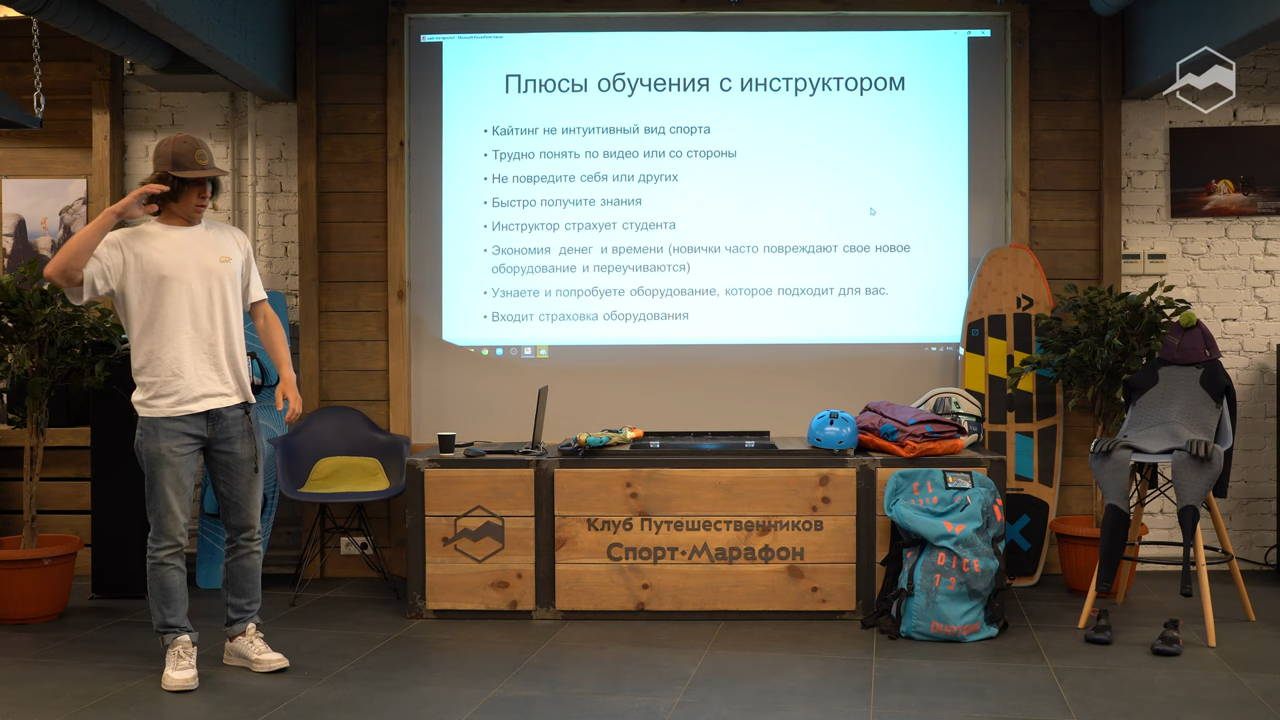 Плюсы обучения с инструктором
• Кайтинг не интуитивный вид спорта
• Трудно понять по видео или со стороны
• Не повредите себя или других
• Быстро получите знания
• Инструктор страхует студента
• Экономия денег и времени (новички часто повреждают свое новое
оборудование и переучиваются)
• Узнаете и попробуете оборудование, которое подходит для вас.
• Входит страховка оборудования
Клуб Путешественников
Спорт-Марафон
DICE
13